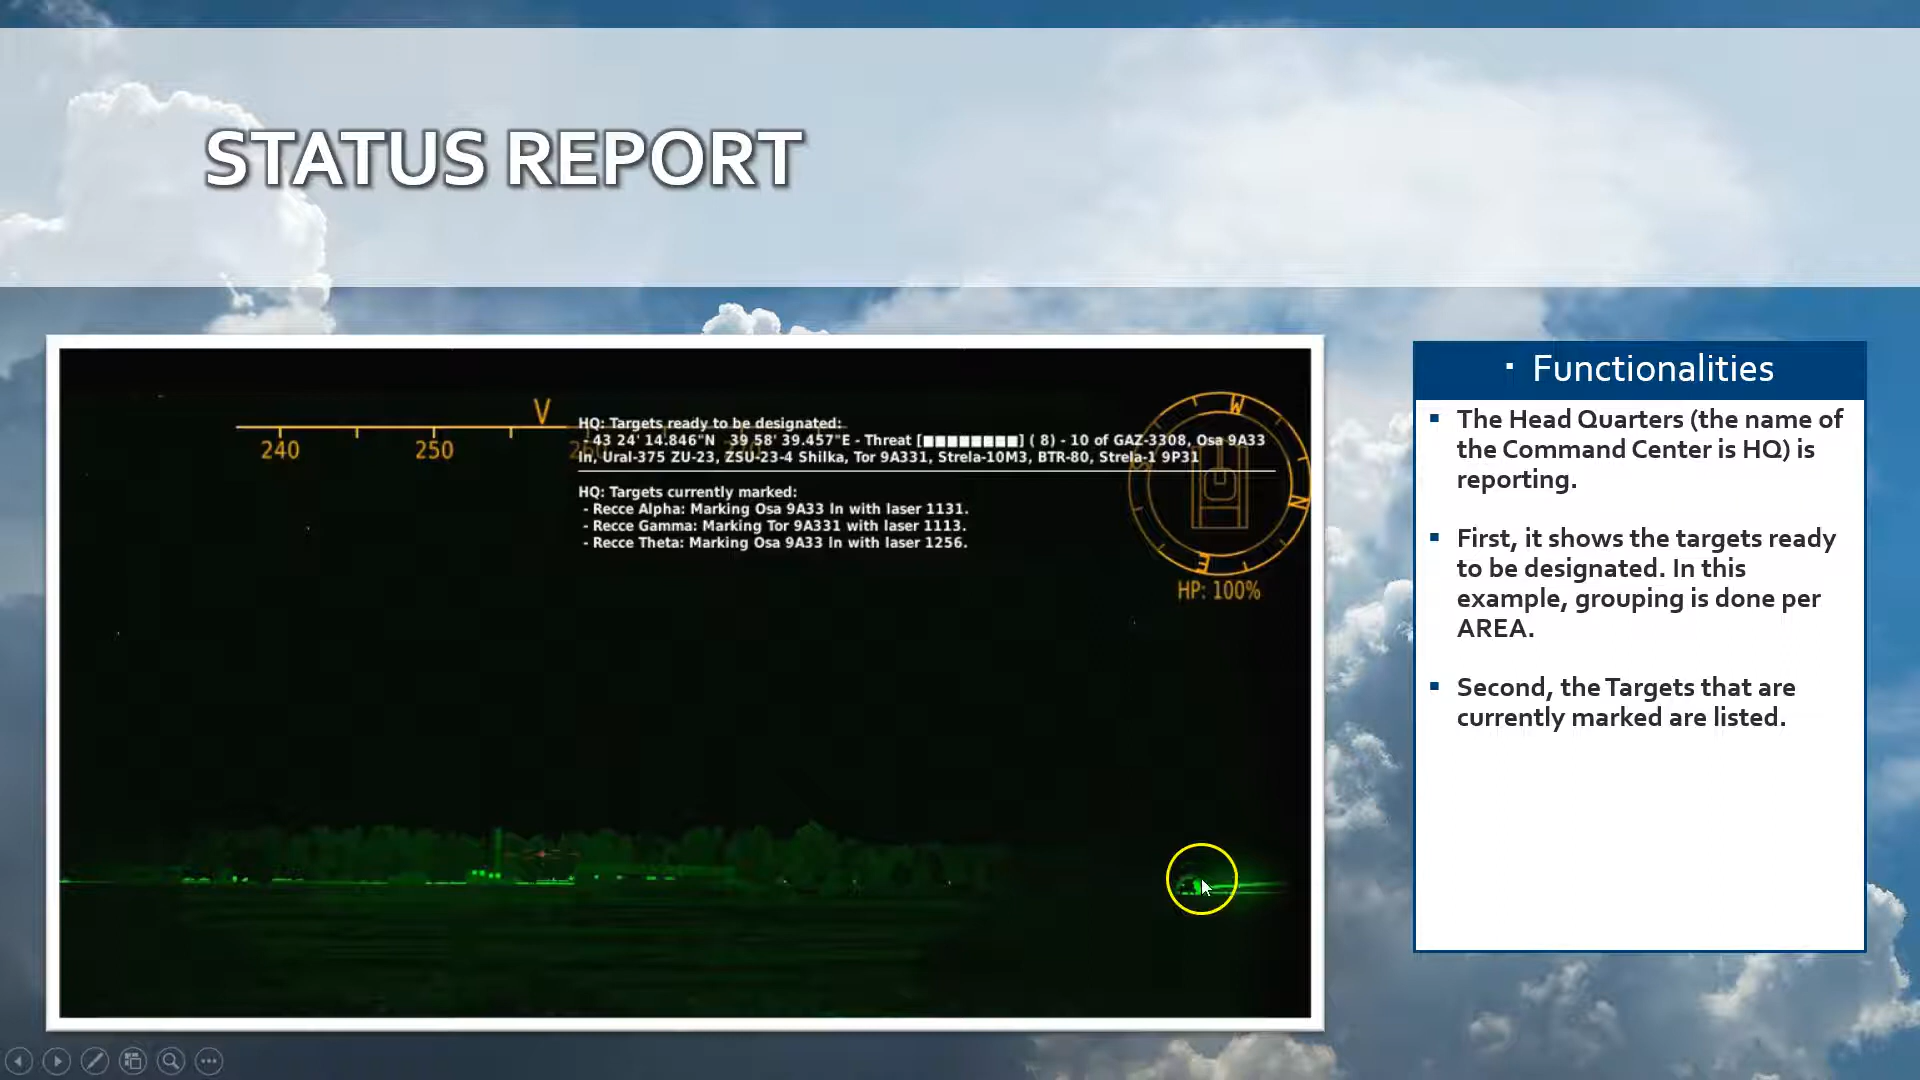 STATUS REPORT
V
240 250
HQ: Targets ready to be designated:
- 43 24' 14.846"N 39 58' 39.457"E - Threat [■■■■■■■■] ( 8) - 10 of GAZ-3308, Osa 9A33
ln, Ural-375 ZU-23, ZSU-23-4 Shilka, Tor 9A331, Strela-10M3, BTR-80, Strela-1 9P31
HQ: Targets currently marked:
- Recce Alpha: Marking Osa 9A33 ln with laser 1131.
- Recce Gamma: Marking Tor 9A331 with laser 1113.
- Recce Theta: Marking Osa 9A33 ln with laser 1256.
W
N
E
HP: 100%
▪ Functionalities
▪ The Head Quarters (the name of
the Command Center is HQ) is
reporting.
▪ First, it shows the targets ready
to be designated. In this
example, grouping is done per
AREA.
▪ Second, the Targets that are
currently marked are listed.